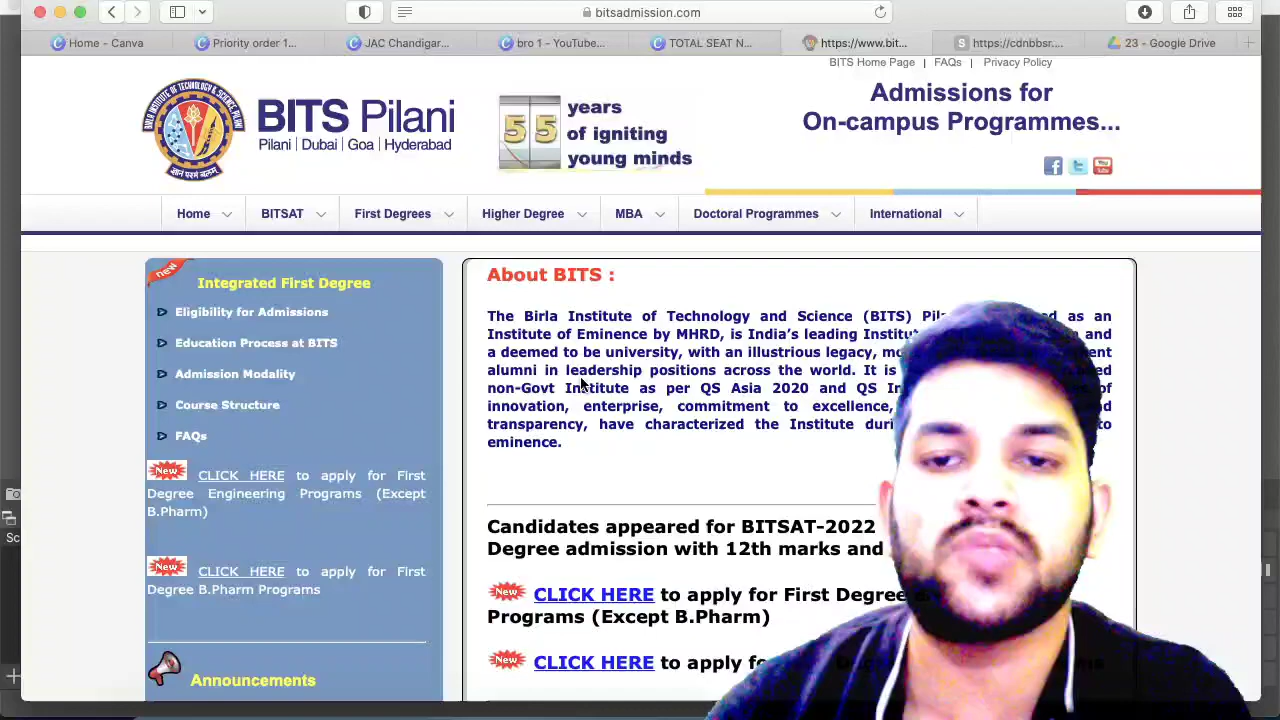 bitsadmission.com
Home - Canva
Priority order 1...
JAC Chandigar...
bro 1 - YouTube...
TOTAL SEAT N...
https://www.bit...
https://cdnbbsr....
23 - Google Drive
BITS Home Page | FAQs | Privacy Policy
BITS Pilani
Pilani | Dubai | Goa | Hyderabad
55
years
of igniting
young minds
Admissions for
On-campus Programmes...
Home
BITSAT
First Degrees
Higher Degree
MBA
Doctoral Programmes
International
new
Integrated First Degree
Eligibility for Admissions
Education Process at BITS
Admission Modality
Course Structure
FAQs
New CLICK HERE to apply for First
Degree Engineering Programs (Except
B.Pharm)
New CLICK HERE to apply for First
Degree B.Pharm Programs
Announcements
About BITS :
The Birla Institute of Technology and Science (BITS) as an
Institute of Eminence by MHRD, is India's leading and
a deemed to be university, with an illustrious legacy,
alumni in leadership positions across the world. It is
non-Govt Institute as per QS Asia 2020 and QS of
innovation, enterprise, commitment to excellence,
transparency, have characterized the Institute to
eminence.
Candidates appeared for BITSAT-2022
Degree admission with 12th marks and
New CLICK HERE to apply for First Degree
Programs (Except B.Pharm)
New CLICK HERE to apply
Sc